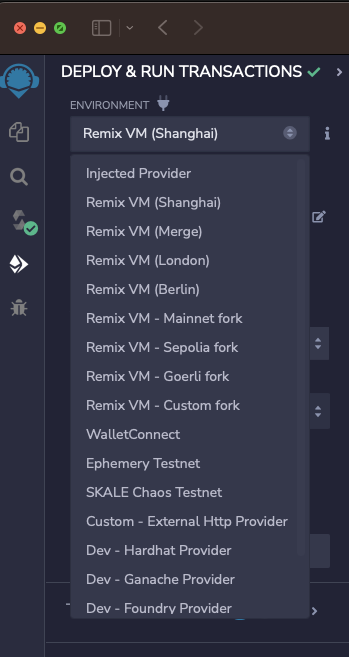 DEPLOY & RUN TRANSACTIONS
ENVIRONMENT
Remix VM (Shanghai)
Injected Provider
Remix VM (Shanghai)
Remix VM (Merge)
Remix VM (London)
Remix VM (Berlin)
Remix VM - Mainnet fork
Remix VM - Sepolia fork
Remix VM - Goerli fork
Remix VM - Custom fork
WalletConnect
Ephemery Testnet
SKALE Chaos Testnet
Custom - External Http Provider
Dev - Hardhat Provider
Dev - Ganache Provider
Dev - Foundry Provider